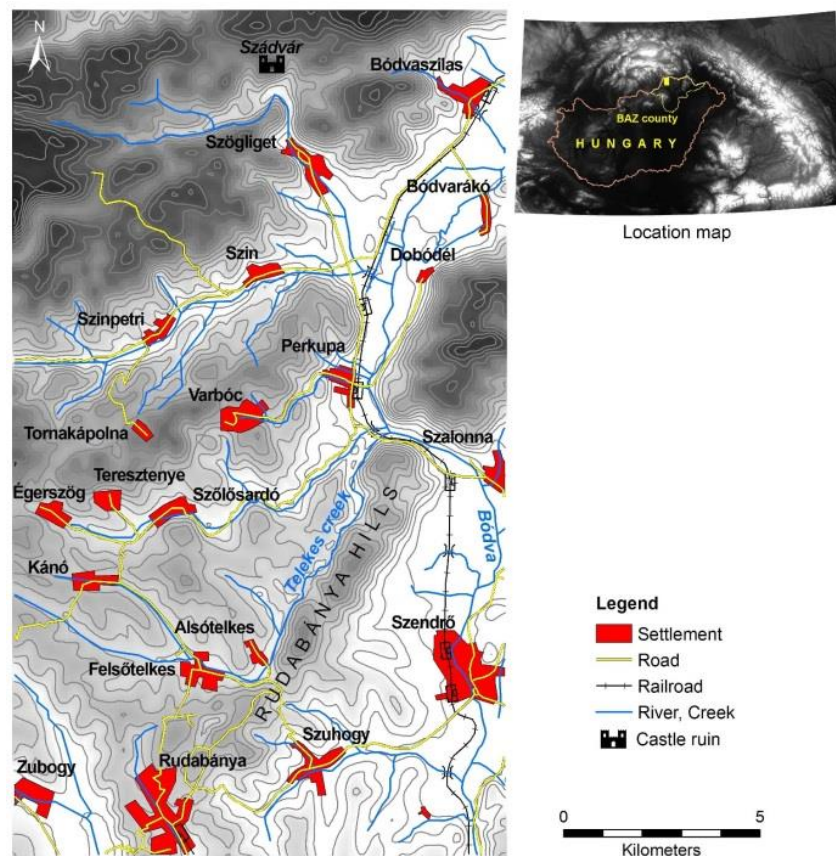 N
Szádvár
Bódvaszilas
Szögliget
Bódvarákó
Szin
Dobódél
Szinpetri
Perkupa
Varbóc
Tornakápolna
Szalonna
Teresztenye
Égerszög
Szőlősardó
Telekes creek
RUDABÁNYA HILLS
Bódva
Kánó
Alsótelkes
Szendrő
Felsőtelkes
Szuhogy
Rudabánya
Zubogy
BAZ county
HUNGARY
Location map
Legend
Settlement
Road
Railroad
River, Creek
Castle ruin
0 5
Kilometers